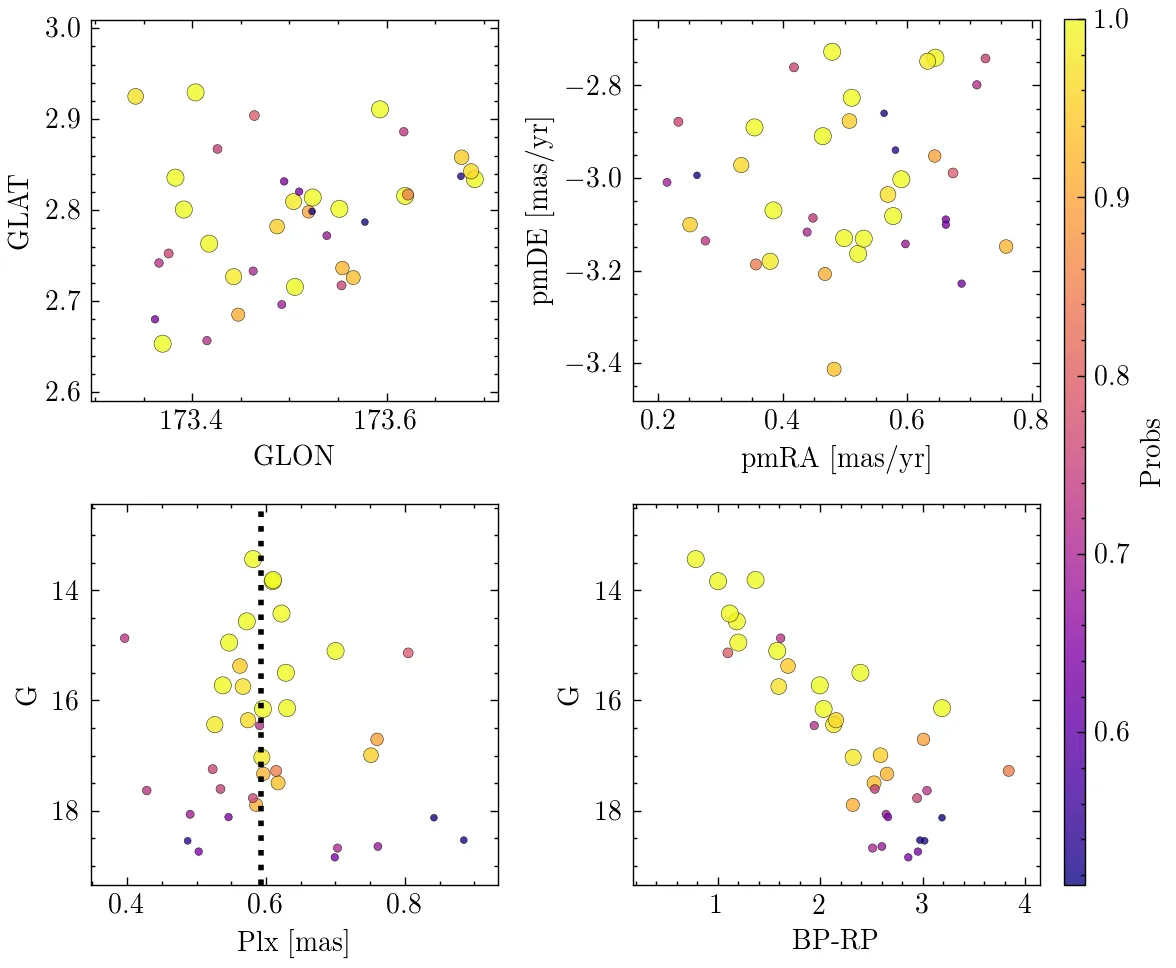 3.0
2.9
2.8
2.7
2.6
GLAT
173.4 173.6
GLON
−2.8
−3.0
−3.2
−3.4
pmDE [mas/yr]
0.2 0.4 0.6 0.8
pmRA [mas/yr]
14
16
18
G
0.4 0.6 0.8
Plx [mas]
14
16
18
G
1 2 3 4
BP-RP
1.0
0.9
0.8
0.7
0.6
Probs